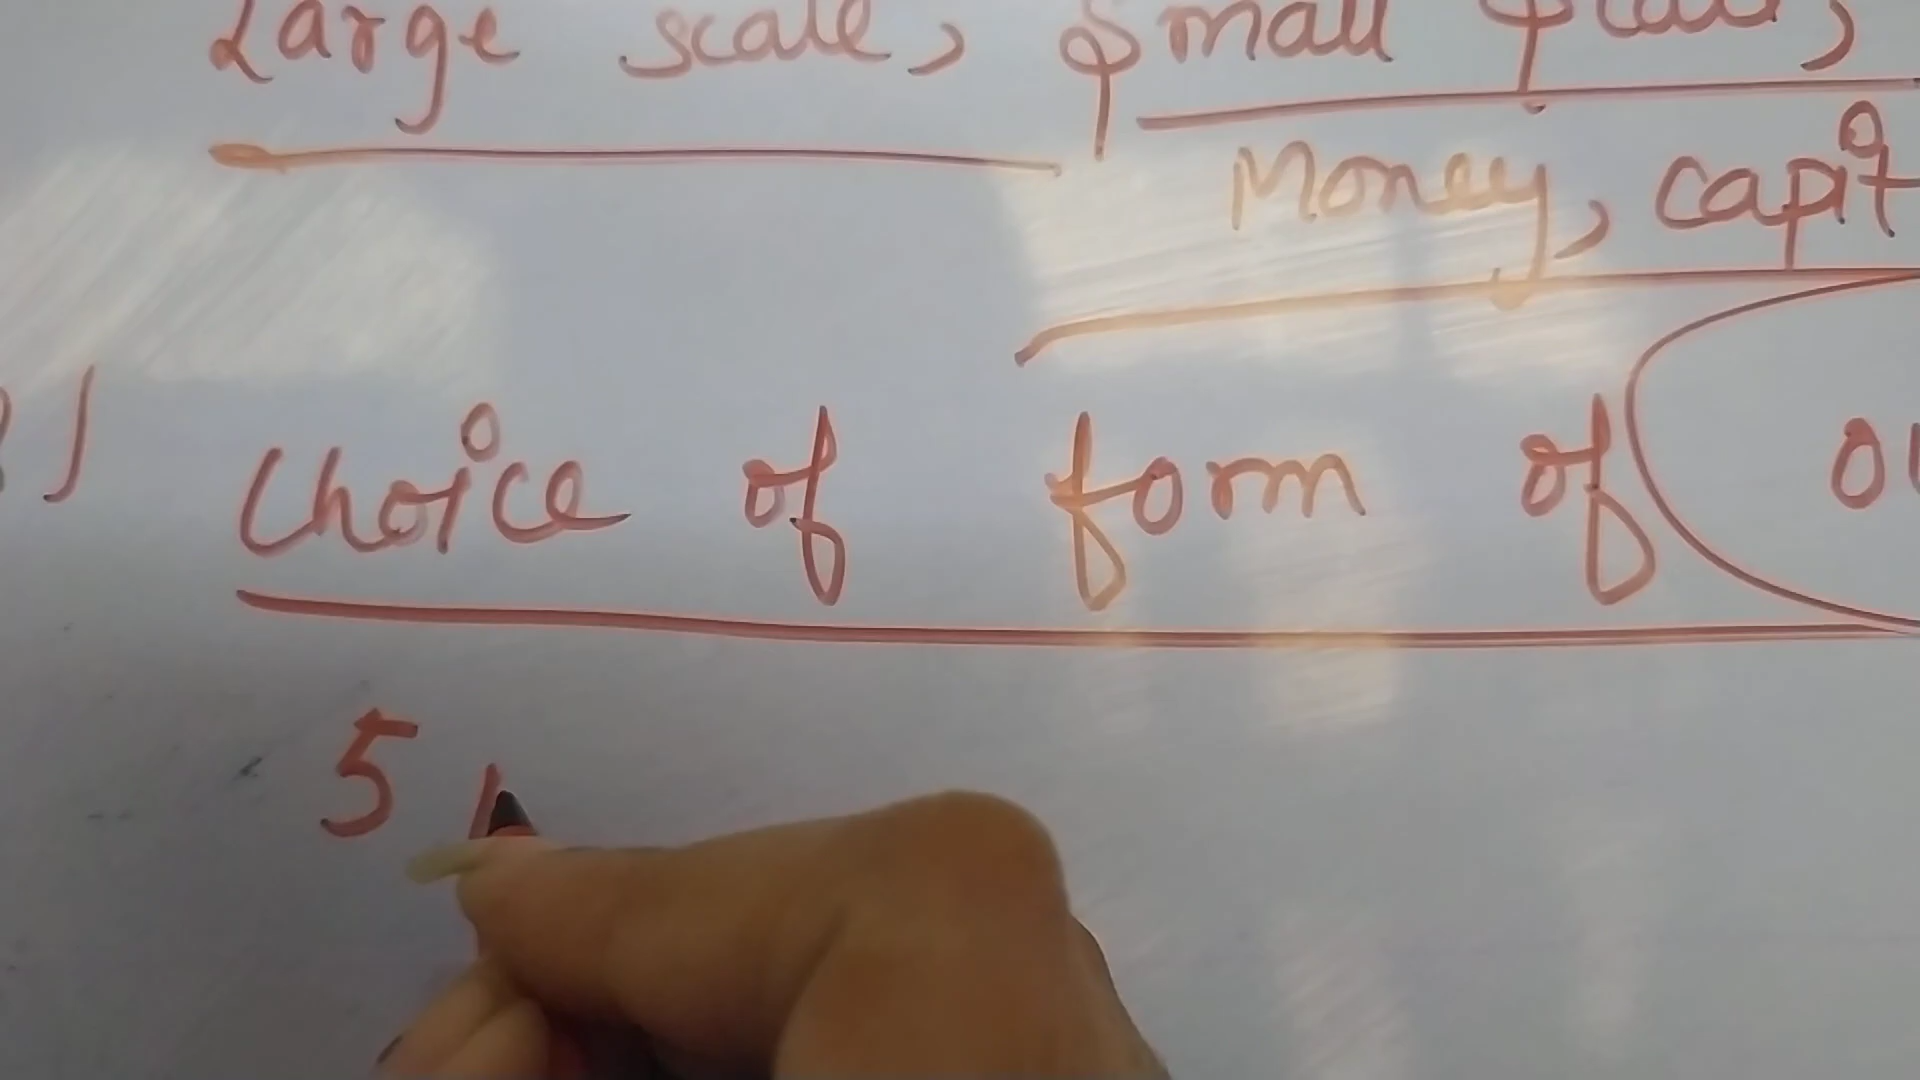 Large scale, Small scale,
Money, capit
Choice of form of
5